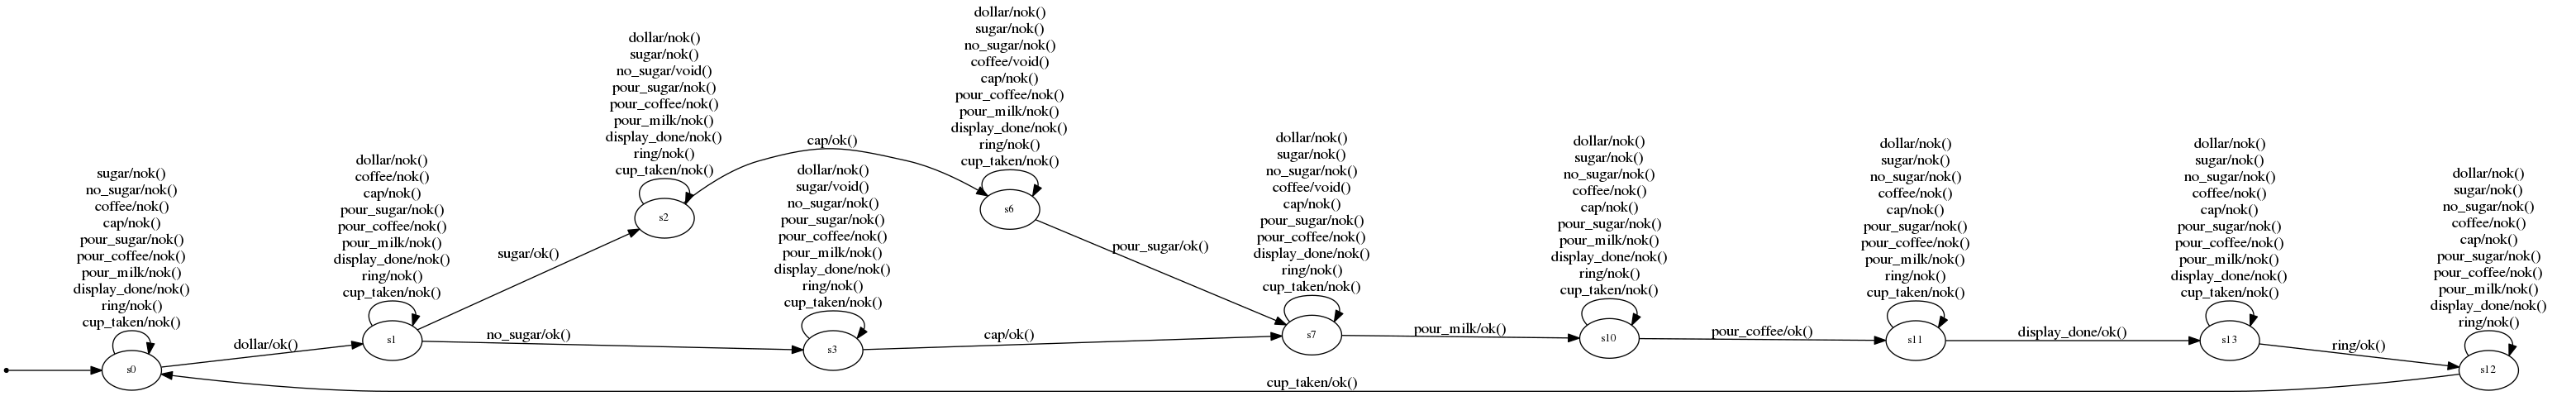 sugar/nok()
no_sugar/nok()
coffee/nok()
cap/nok()
pour_sugar/nok()
pour_coffee/nok()
pour_milk/nok()
display_done/nok()
ring/nok()
cup_taken/nok()
s0
dollar/ok()
dollar/nok()
coffee/nok()
cap/nok()
pour_sugar/nok()
pour_coffee/nok()
pour_milk/nok()
display_done/nok()
ring/nok()
cup_taken/nok()
s1
sugar/ok()
no_sugar/ok()
dollar/nok()
sugar/nok()
no_sugar/void()
pour_sugar/nok()
pour_coffee/nok()
pour_milk/nok()
display_done/nok()
ring/nok()
cup_taken/nok()
s2
cap/ok()
dollar/nok()
sugar/void()
no_sugar/nok()
pour_sugar/nok()
pour_coffee/nok()
pour_milk/nok()
display_done/nok()
ring/nok()
cup_taken/nok()
s3
cap/ok()
dollar/nok()
sugar/nok()
no_sugar/nok()
coffee/void()
cap/nok()
pour_coffee/nok()
pour_milk/nok()
display_done/nok()
ring/nok()
cup_taken/nok()
s6
pour_sugar/ok()
dollar/nok()
sugar/nok()
no_sugar/nok()
coffee/void()
cap/nok()
pour_sugar/nok()
pour_coffee/nok()
display_done/nok()
ring/nok()
cup_taken/nok()
s7
pour_milk/ok()
dollar/nok()
sugar/nok()
no_sugar/nok()
coffee/nok()
cap/nok()
pour_sugar/nok()
pour_milk/nok()
display_done/nok()
ring/nok()
cup_taken/nok()
s10
pour_coffee/ok()
dollar/nok()
sugar/nok()
no_sugar/nok()
coffee/nok()
cap/nok()
pour_sugar/nok()
pour_coffee/nok()
pour_milk/nok()
ring/nok()
cup_taken/nok()
s11
display_done/ok()
dollar/nok()
sugar/nok()
no_sugar/nok()
coffee/nok()
cap/nok()
pour_sugar/nok()
pour_coffee/nok()
pour_milk/nok()
display_done/nok()
cup_taken/nok()
s13
ring/ok()
dollar/nok()
sugar/nok()
no_sugar/nok()
coffee/nok()
cap/nok()
pour_sugar/nok()
pour_coffee/nok()
pour_milk/nok()
display_done/nok()
ring/nok()
s12
cup_taken/ok()